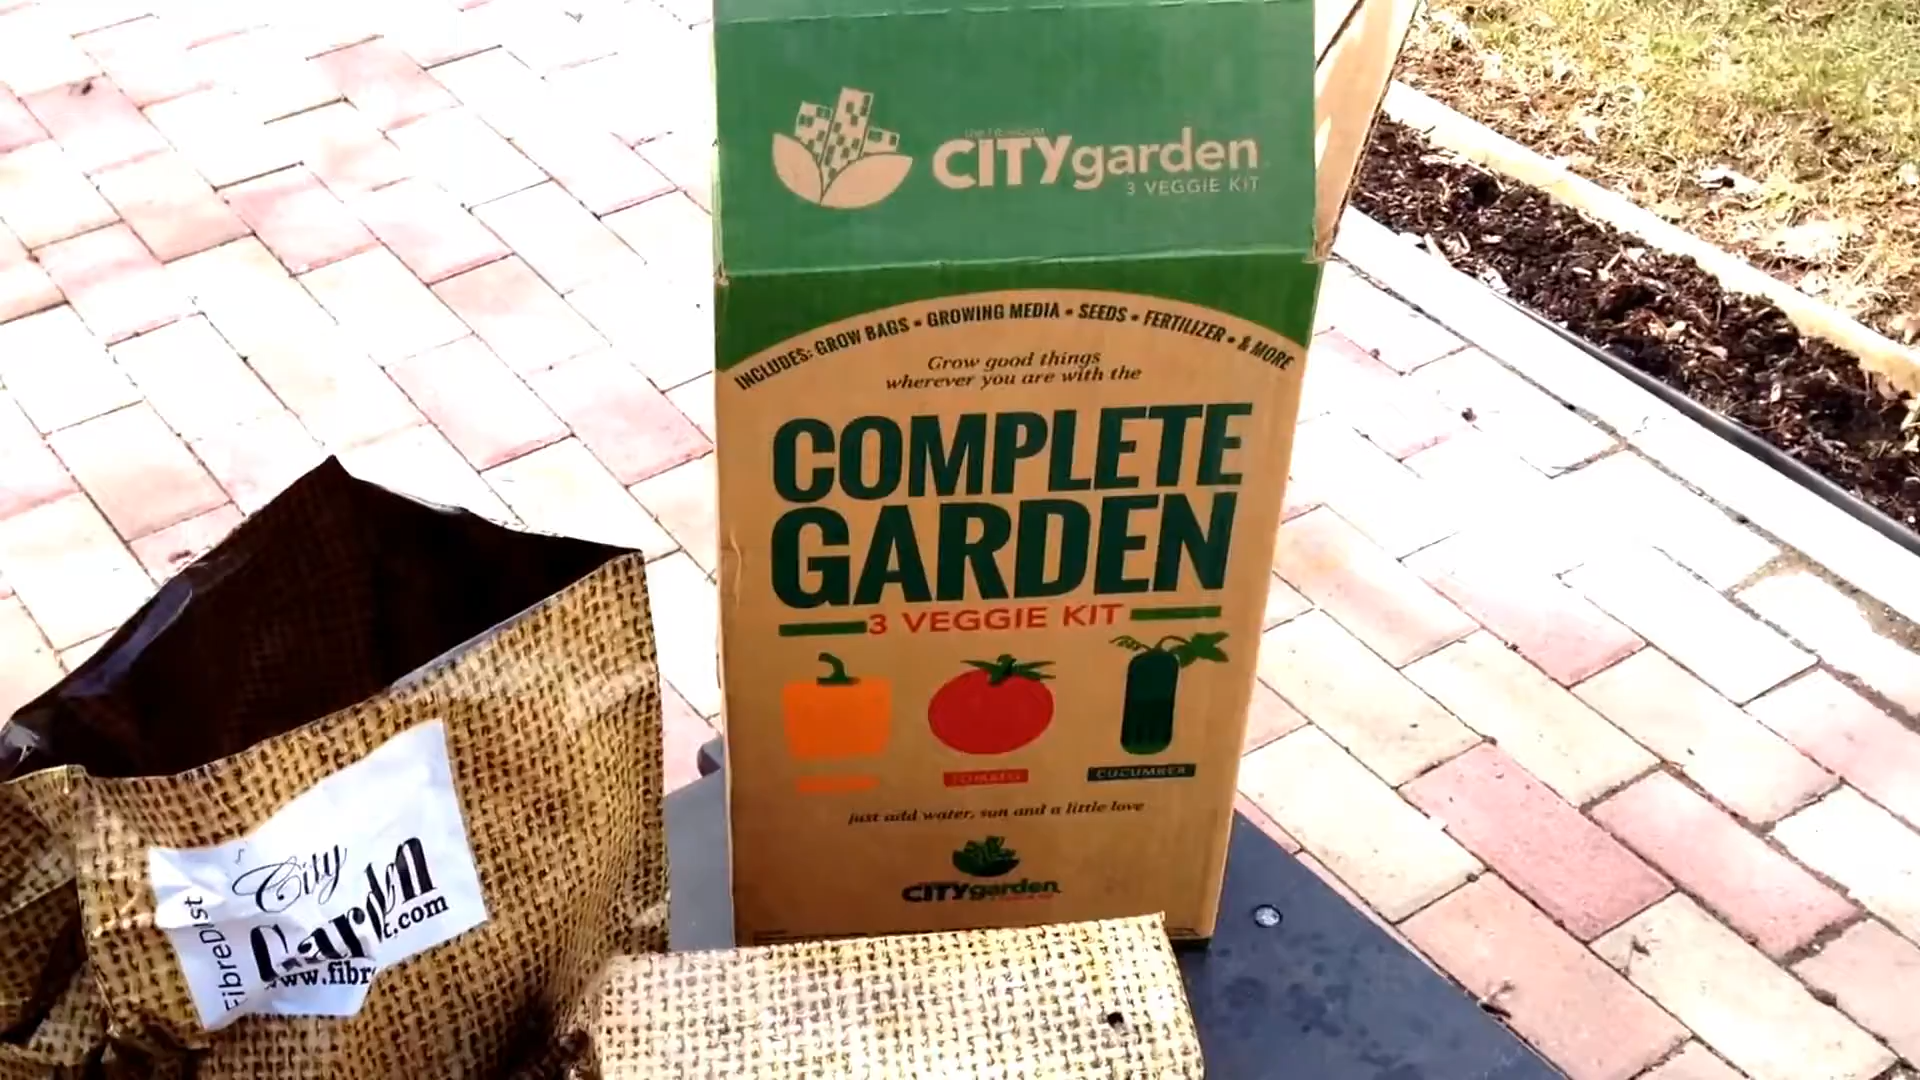 CITYgarden
3 VEGGIE KIT
INCLUDES: GROW BAGS • GROWING MEDIA • SEEDS • FERTILIZER • & MORE
Grow good things
wherever you are with the
COMPLETE
GARDEN
3 VEGGIE KIT
TOMATO
CUCUMBER
just add water, sun and a little love
CITYgarden
FibreDust
City
Garden
www.fibre
t.com